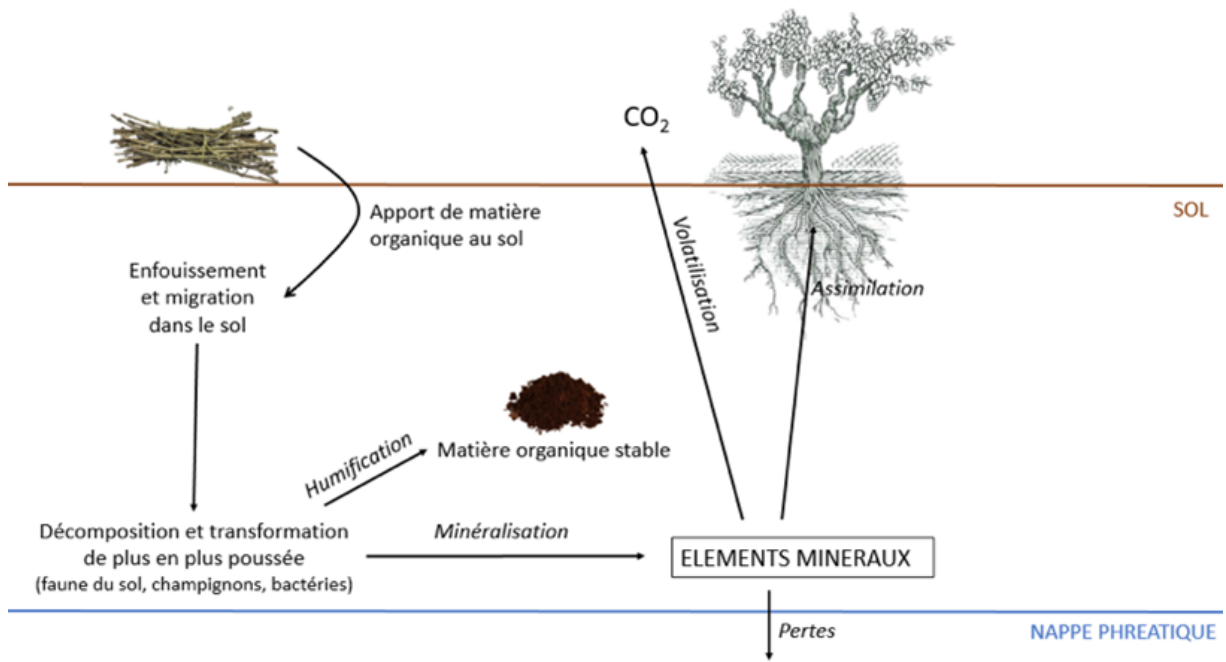 CO₂
SOL
Apport de matière
organique au sol
Enfouissement
et migration
dans le sol
Volatilisation
Assimilation
Humification
Matière organique stable
Décomposition et transformation
de plus en plus poussée
(faune du sol, champignons, bactéries)
Minéralisation
ELEMENTS MINERAUX
Pertes
NAPPE PHREATIQUE